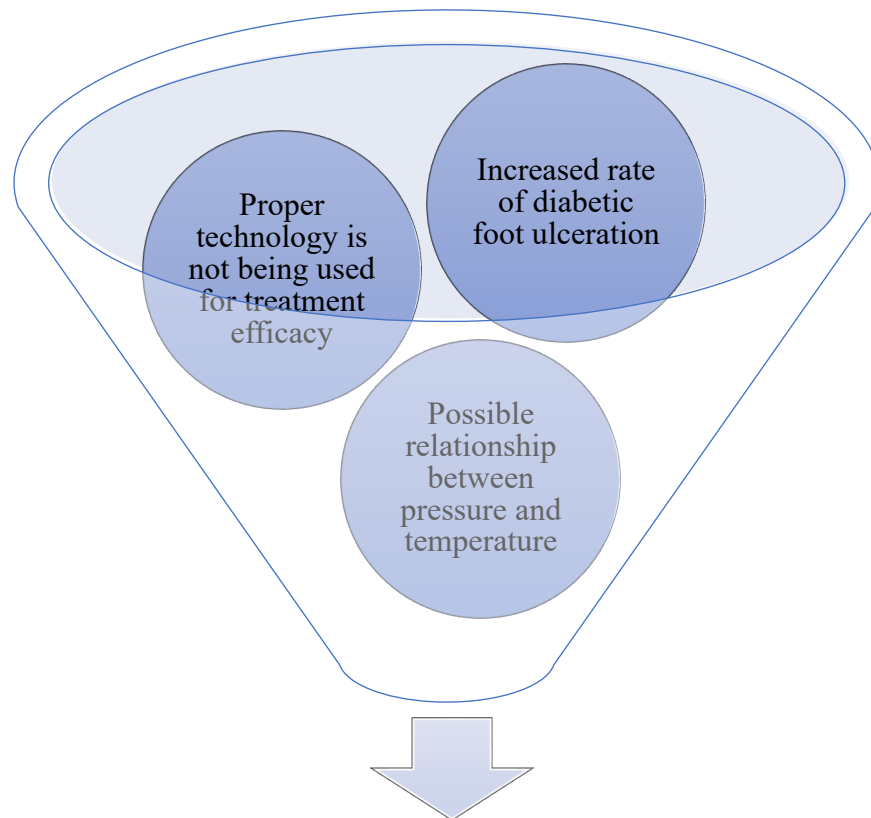 Proper
technology is
not being used
for treatment
efficacy
Increased rate
of diabetic
foot ulceration
Possible
relationship
between
pressure and
temperature